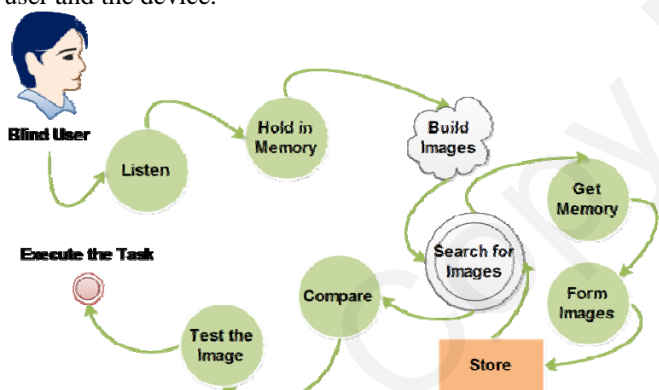 user and the device.
Blind User
Listen
Hold in
Memory
Build
Images
Get
Memory
Search for
Images
Form
Images
Store
Compare
Test the
Image
Execute the Task
Copy